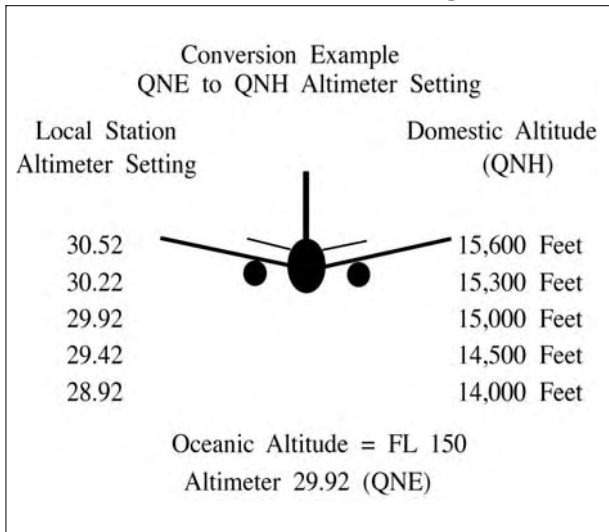 Conversion Example
QNE to QNH Altimeter Setting
Local Station
Altimeter Setting
Domestic Altitude
(QNH)
30.52 15,600 Feet
30.22 15,300 Feet
29.92 15,000 Feet
29.42 14,500 Feet
28.92 14,000 Feet
Oceanic Altitude = FL 150
Altimeter 29.92 (QNE)